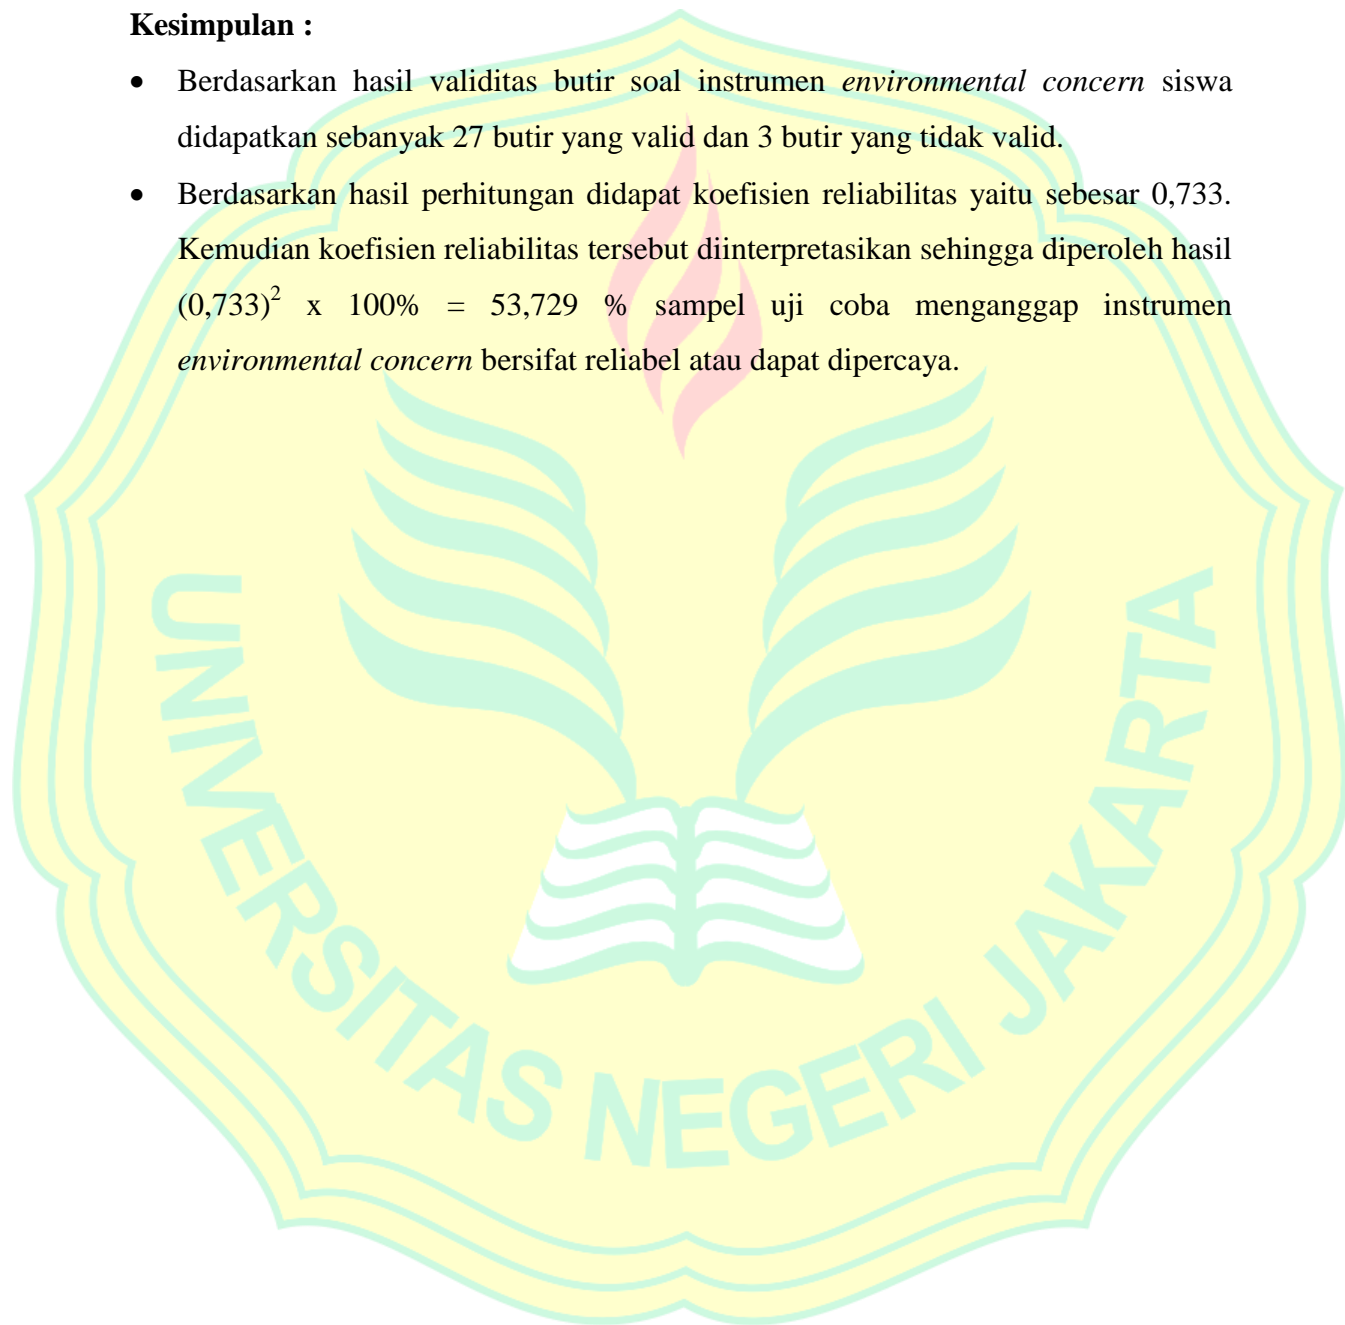 Kesimpulan :
• Berdasarkan hasil validitas butir soal instrumen environmental concern siswa
didapatkan sebanyak 27 butir yang valid dan 3 butir yang tidak valid.
• Berdasarkan hasil perhitungan didapat koefisien reliabilitas yaitu sebesar 0,733.
Kemudian koefisien reliabilitas tersebut diinterpretasikan sehingga diperoleh hasil
(0,733)² x 100% = 53,729 % sampel uji coba menganggap instrumen
environmental concern bersifat reliabel atau dapat dipercaya.
UNIVERSITAS NEGERI JAKARTA